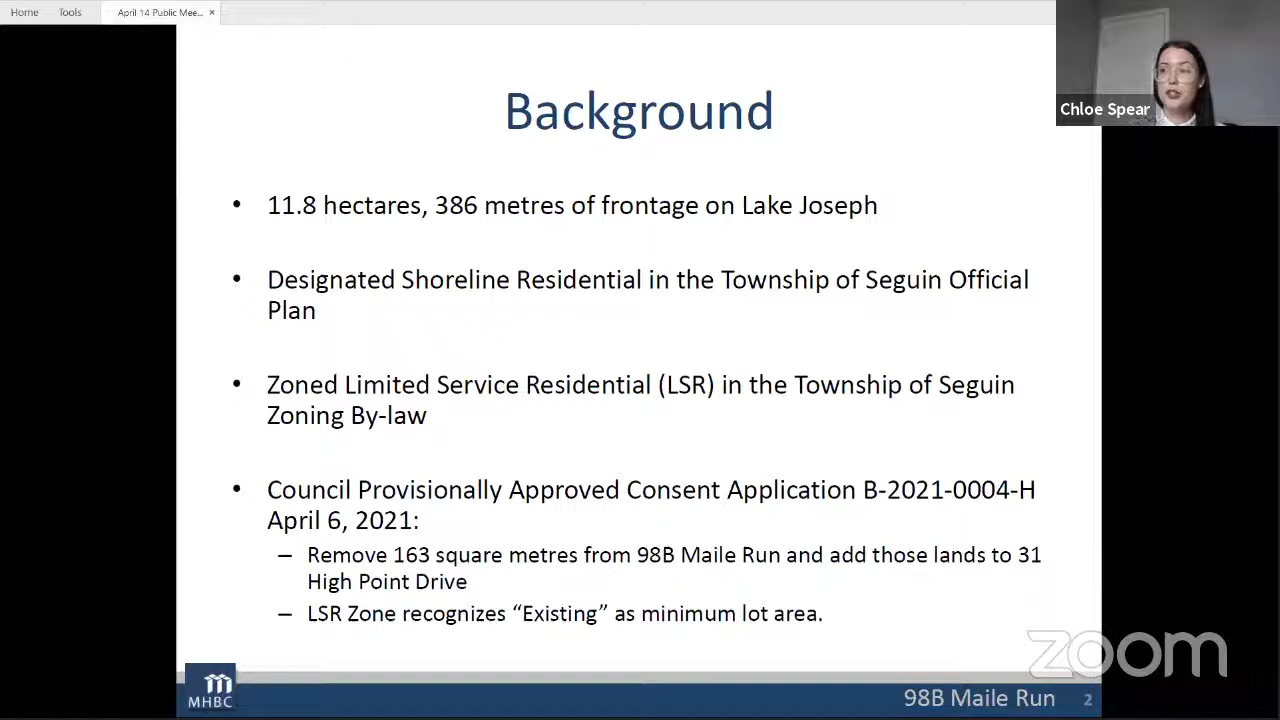 Home Tools April 14 Public Mee... ×
Chloe Spear
Background
• 11.8 hectares, 386 metres of frontage on Lake Joseph
• Designated Shoreline Residential in the Township of Seguin Official
Plan
• Zoned Limited Service Residential (LSR) in the Township of Seguin
Zoning By-law
• Council Provisionally Approved Consent Application B-2021-0004-H
April 6, 2021:
– Remove 163 square metres from 98B Maile Run and add those lands to 31
High Point Drive
– LSR Zone recognizes “Existing” as minimum lot area.
zoom
MHBC
98B Maile Run 2